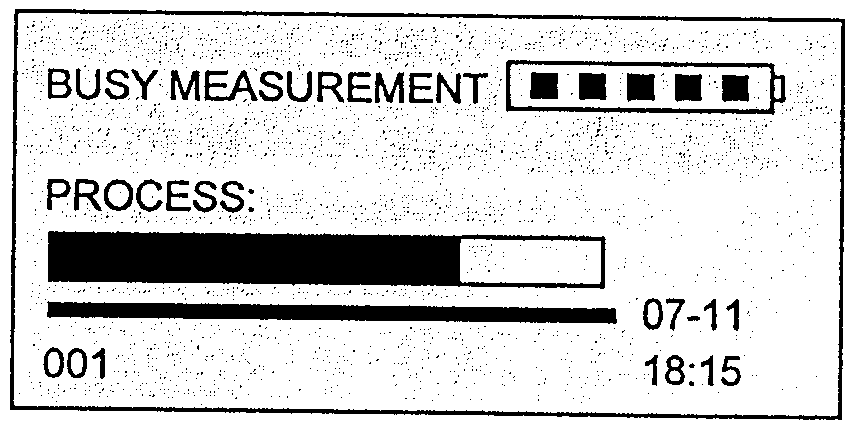 BUSY MEASUREMENT
PROCESS:
07-11
001
18:15